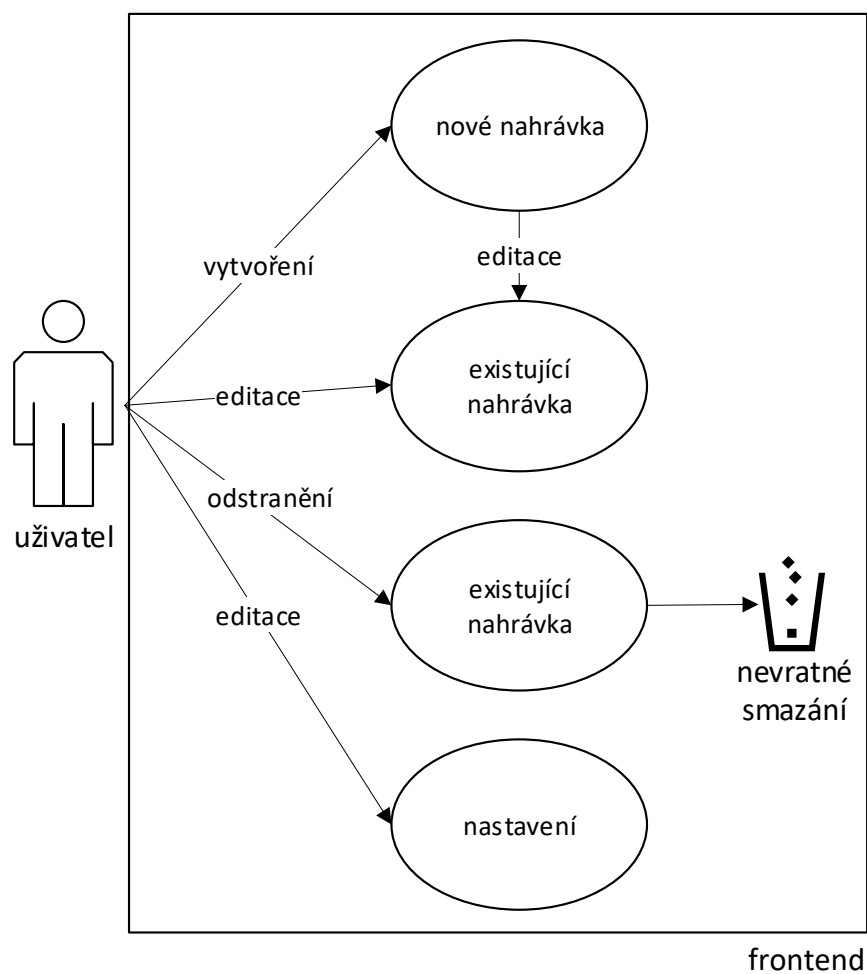 nové nahrávka
vytvoření
editace
existující
nahrávka
editace
odstranění
uživatel
existující
nahrávka
editace
nevratné
smazání
nastavení
frontend